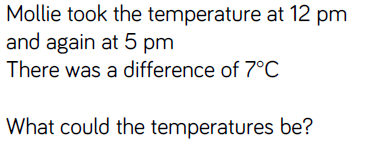 Mollie took the temperature at 12 pm
and again at 5 pm
There was a difference of 7°C
What could the temperatures be?